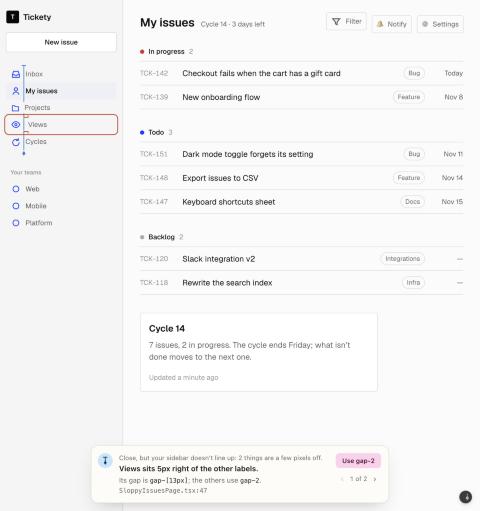 T Tickety
New issue
Inbox
My issues
Projects
Views
Cycles
Your teams
Web
Mobile
Platform
My issues Cycle 14 · 3 days left
Filter Notify Settings
In progress 2
TCK-142 Checkout fails when the cart has a gift card Bug Today
TCK-139 New onboarding flow Feature Nov 8
Todo 3
TCK-151 Dark mode toggle forgets its setting Bug Nov 11
TCK-148 Export issues to CSV Feature Nov 14
TCK-147 Keyboard shortcuts sheet Docs Nov 15
Backlog 2
TCK-120 Slack integration v2 Integrations —
TCK-118 Rewrite the search index Infra —
Cycle 14
7 issues, 2 in progress. The cycle ends Friday; what isn't
done moves to the next one.
Updated a minute ago
Close, but your sidebar doesn't line up: 2 things are a few pixels off.
Views sits 5px right of the other labels.
Its gap is gap-[13px]; the others use gap-2.
SloppyIssuesPage.tsx:47
Use gap-2
‹ 1 of 2 ›